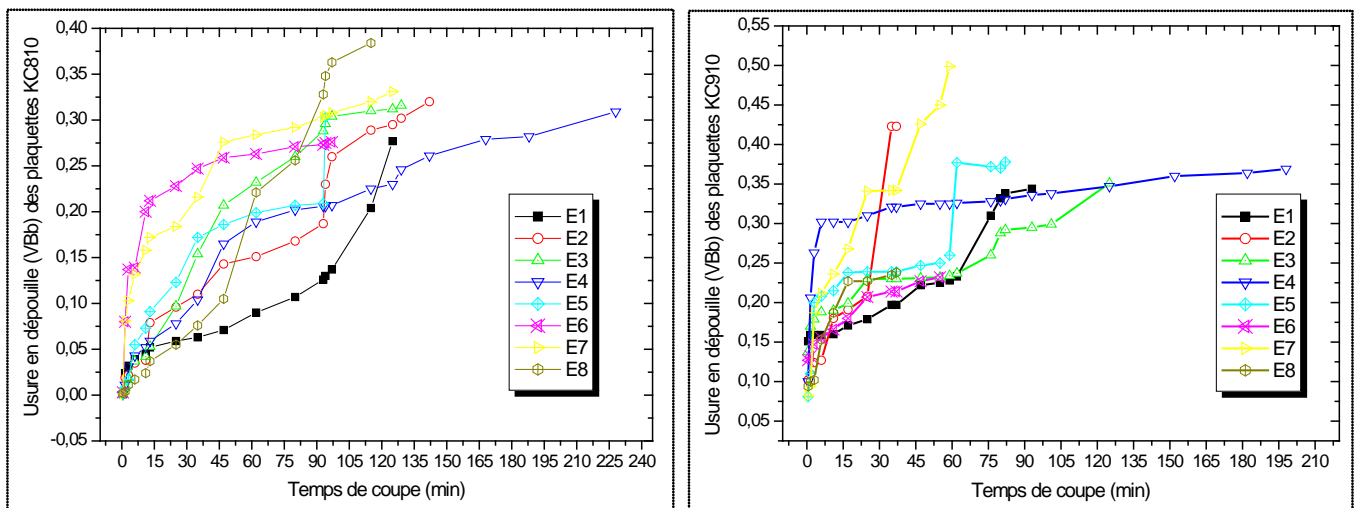 Usure en dépouille (VBb) des plaquettes KC810
0,40
0,35
0,30
0,25
0,20
0,15
0,10
0,05
0,00
-0,05
E1
E2
E3
E4
E5
E6
E7
E8
0 15 30 45 60 75 90 105 120 135 150 165 180 195 210 225 240
Temps de coupe (min)
Usure en dépouille (VBb) des plaquettes KC910
0,55
0,50
0,45
0,40
0,35
0,30
0,25
0,20
0,15
0,10
0,05
E1
E2
E3
E4
E5
E6
E7
E8
0 15 30 45 60 75 90 105 120 135 150 165 180 195 210
Temps de coupe (min)